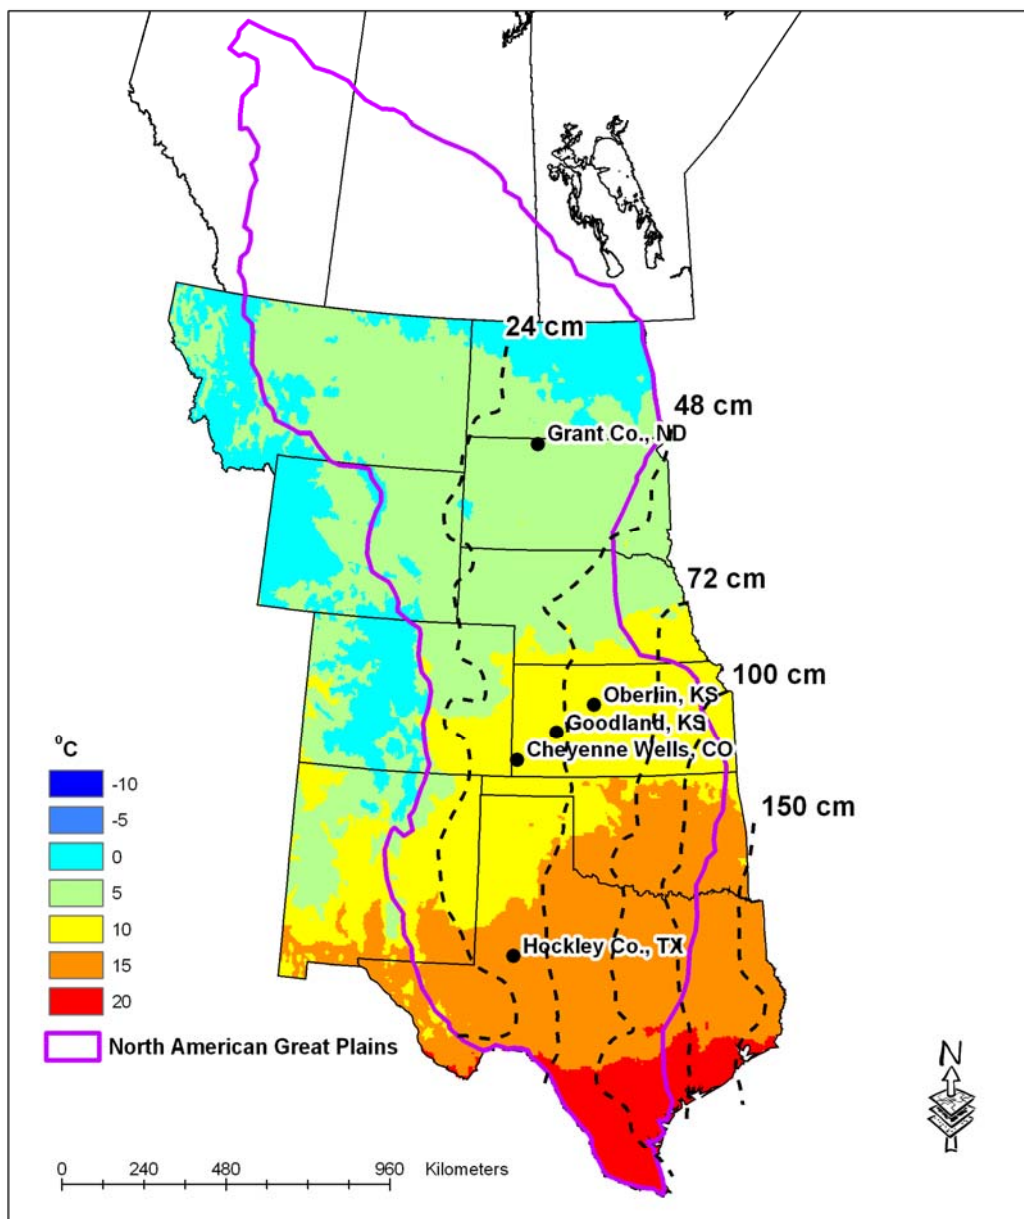 24 cm
48 cm
Grant Co., ND
72 cm
100 cm
Oberlin, KS
Goodland, KS
Cheyenne Wells, CO
°C
-10
-5
0
5
10
15
20
150 cm
Hockley Co., TX
North American Great Plains
N
0 240 480 960 Kilometers